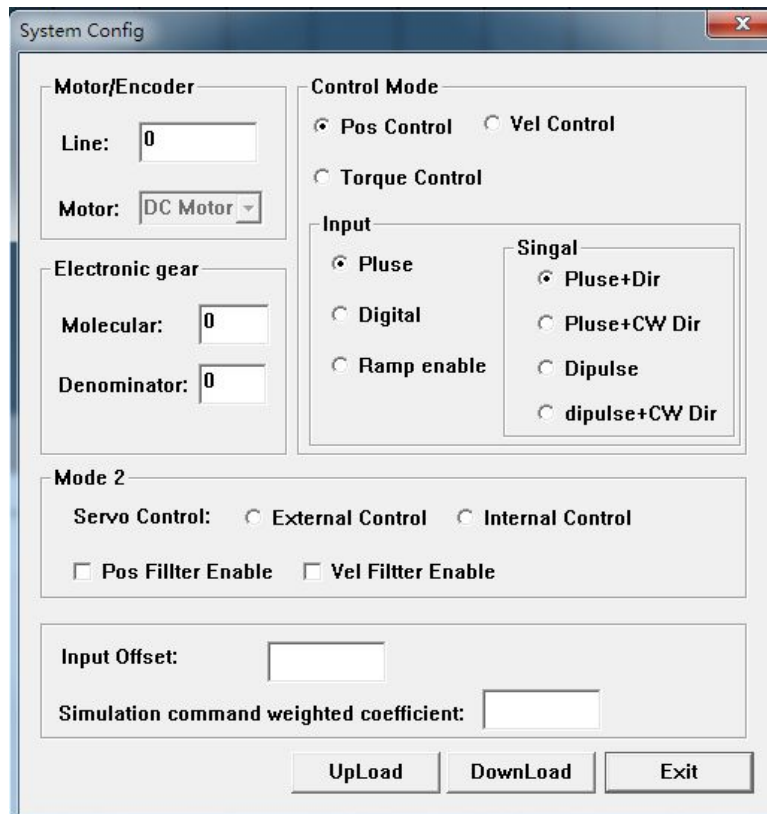 System Config
Motor/Encoder
Line: 0
Motor: DC Motor
Electronic gear
Molecular: 0
Denominator: 0
Control Mode
Pos Control Vel Control
Torque Control
Input
Pluse
Digital
Ramp enable
Singal
Pluse+Dir
Pluse+CW Dir
Dipulse
dipulse+CW Dir
Mode 2
Servo Control: External Control Internal Control
Pos Fillter Enable Vel Filtter Enable
Input Offset:
Simulation command weighted coefficient:
UpLoad DownLoad Exit